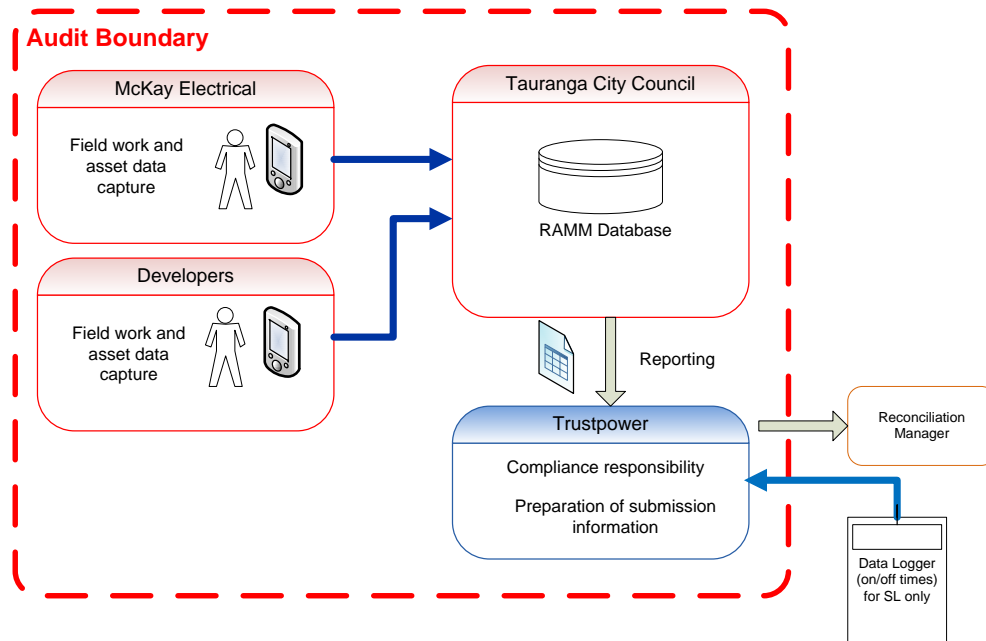 Audit Boundary
McKay Electrical
Field work and
asset data
capture
Developers
Field work and
asset data
capture
Tauranga City Council
RAMM Database
Reporting
Trustpower
Compliance responsibility
Preparation of submission
information
Reconciliation
Manager
Data Logger
(on/off times)
for SL only